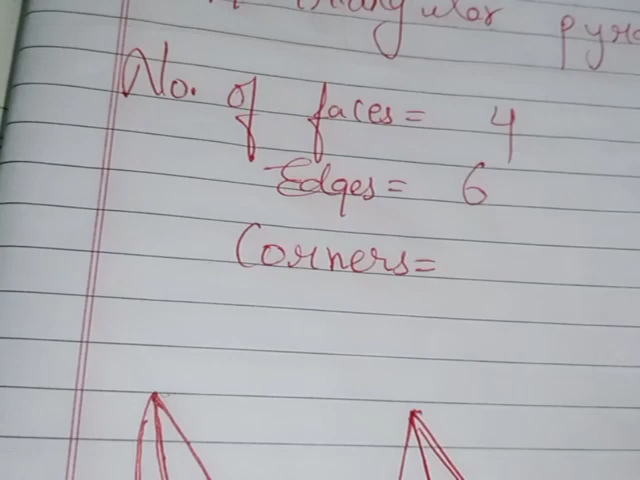 No. of faces= 4
Edges= 6
Corners=